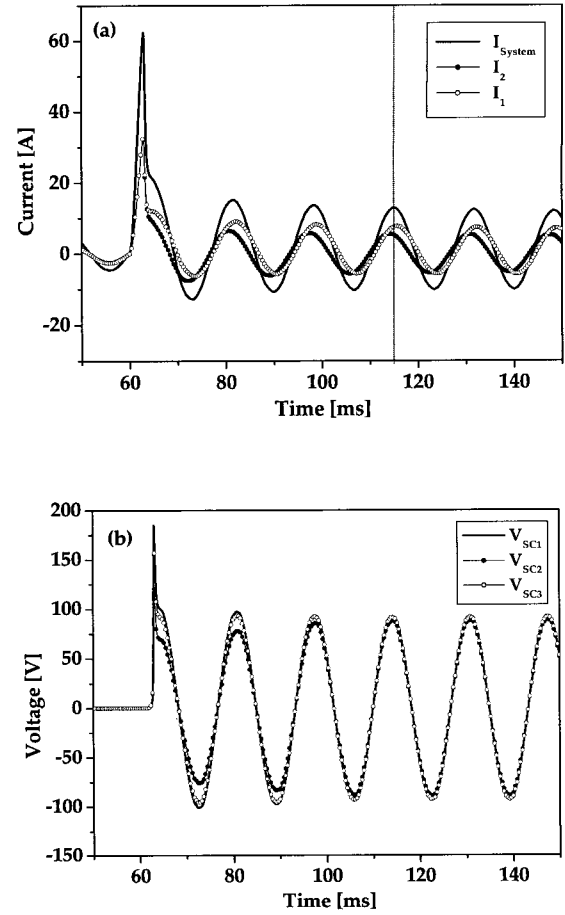 (a)
I_System
I_2
I_1
Current [A]
60
40
20
0
-20
60
80
100
120
140
Time [ms]
(b)
V_SC1
V_SC2
V_SC3
Voltage [V]
200
150
100
50
0
-50
-100
-150
60
80
100
120
140
Time [ms]